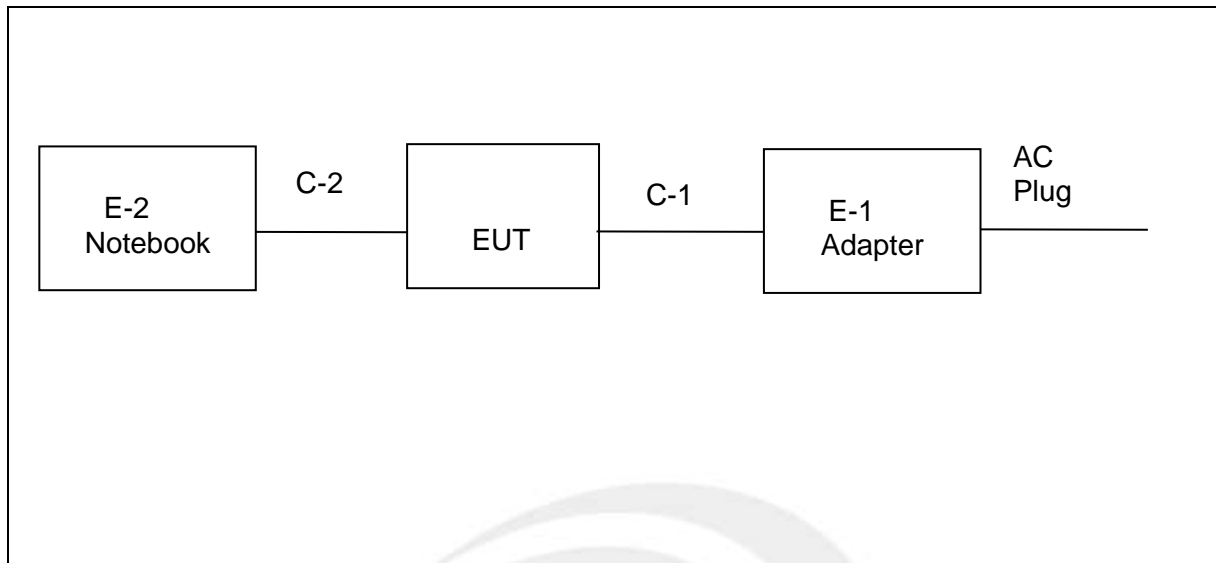 E-2
Notebook
C-2
EUT
C-1
E-1
Adapter
AC
Plug